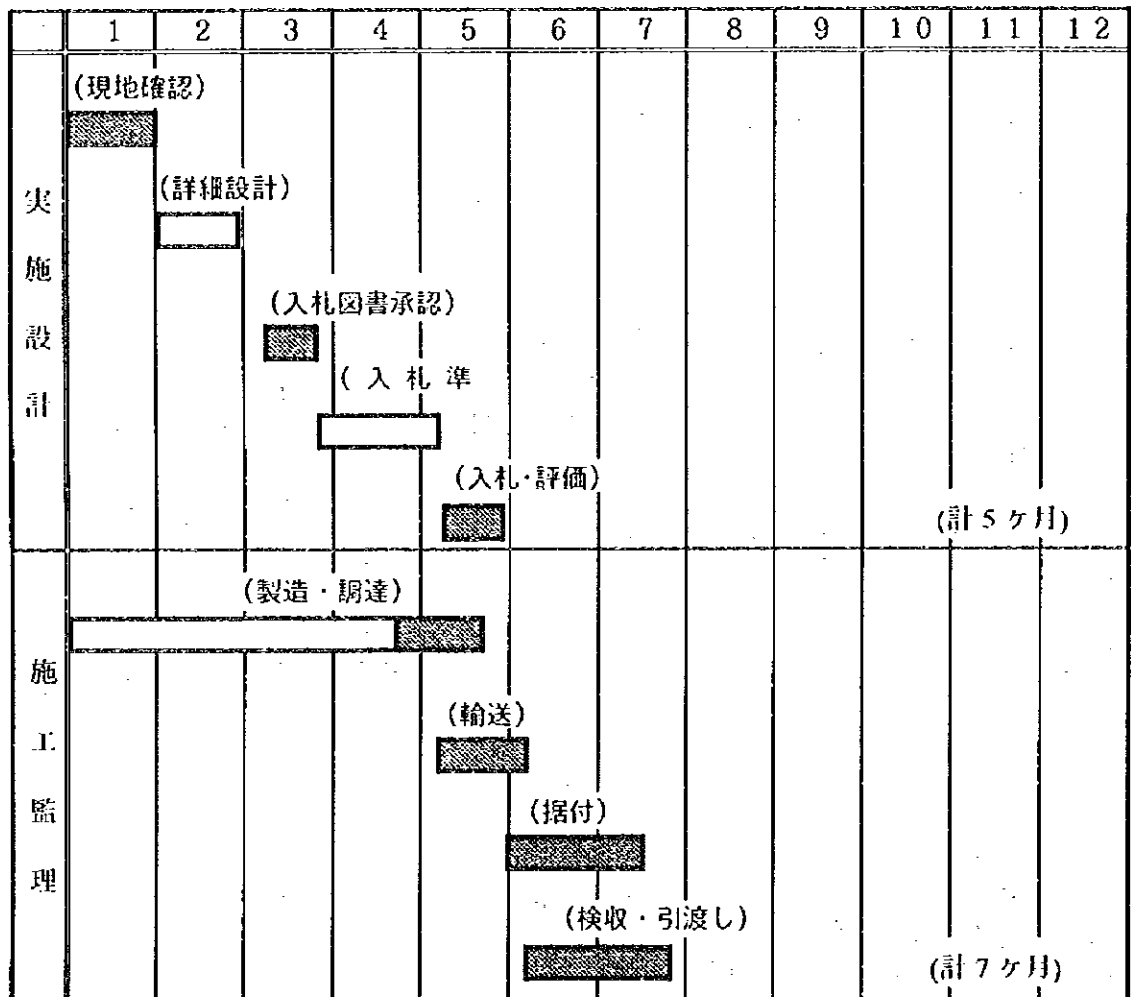 1 2 3 4 5 6 7 8 9 10 11 12
実施設計
(現地確認)
(詳細設計)
(入札図書承認)
(入札準
(入札・評価)
(計5ヶ月)
施工監理
(製造・調達)
(輸送)
(据付)
(検収・引渡し)
(計7ヶ月)